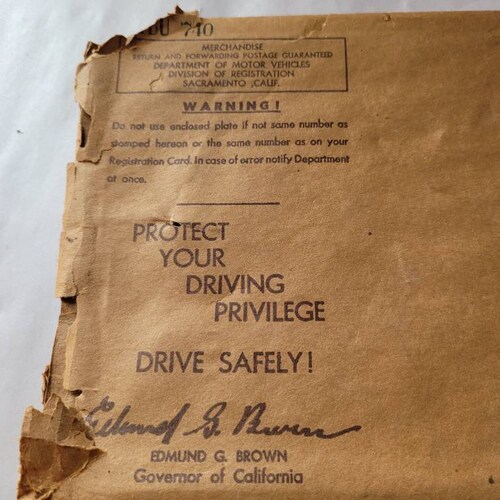 740
MERCHANDISE
RETURN AND FORWARDING POSTAGE GUARANTEED
DEPARTMENT OF MOTOR VEHICLES
DIVISION OF REGISTRATION
SACRAMENTO, CALIF.
WARNING!
Do not use enclosed plate if not same number as
stamped hereon or the same number as on your
Registration Card. In case of error notify Department
at once.
PROTECT
YOUR
DRIVING
PRIVILEGE
DRIVE SAFELY!
Edmund G. Brown
EDMUND G. BROWN
Governor of California